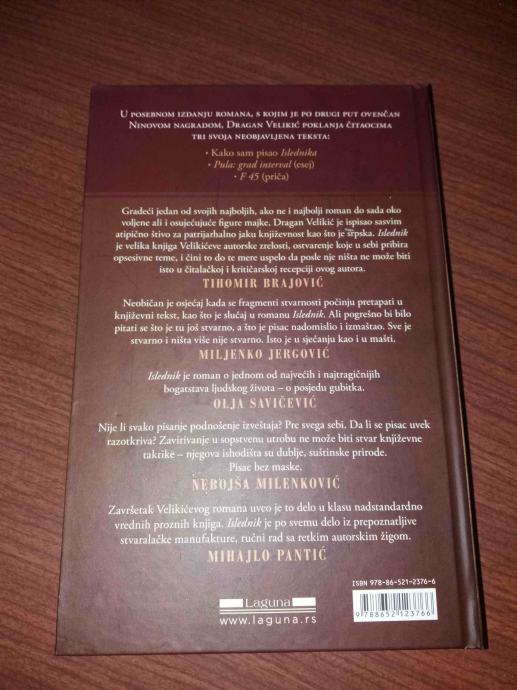 U POSEBNOM IZDANJU ROMANA, S KOJIM JE PO DRUGI PUT OVENČAN
NINOVOM NAGRADOM, DRAGAN VELIKIĆ POKLANJA ČITAOCIMA
TRI SVOJA NEOBJAVLJENA TEKSTA:
• Kako sam pisao Islednika
• Pula: grad interval (esej)
• F 45 (priča)
Gradeći jedan od svojih najboljih, ako ne i najbolji roman do sada oko
voljene ali i osujećujuće figure majke, Dragan Velikić je ispisao sasvim
atipično štivo za patrijarhalno jaku književnost kao što je srpska. Islednik
je velika knjiga Velikićeve autorske zrelosti, ostvarenje koje u sebi pribira
opsesivne teme, i čini to do te mere uspelo da posle nje ništa ne može biti
isto u čitalačkoj i kritičarskoj recepciji ovog autora.
TIHOMIR BRAJOVIĆ
Neobičan je osjećaj kada se fragmenti stvarnosti počinju pretapati u
književni tekst, kao što je slučaj u romanu Islednik. Ali pogrešno bi bilo
pitati se što je tu još stvarno, a što je pisac nadomislio i izmaštao. Sve je
stvarno i ništa više nije stvarno. Isto je u sjećanju kao i u mašti.
MILJENKO JERGOVIĆ
Islednik je roman o jednom od najvećih i najtragičnijih
bogatstava ljudskog života – o posjedu gubitka.
OLJA SAVIČEVIĆ
Nije li svako pisanje podnošenje izveštaja? Pre svega sebi. Da li se pisac uvek
razotkriva? Zavirivanje u sopstvenu utrobu ne može biti stvar književne
taktike – njegova ishodišta su dublje, suštinske prirode.
Pisac bez maske.
NEBOJŠA MILENKOVIĆ
Završetak Velikićevog romana uveo je to delo u klasu nadstandardno
vrednih proznih knjiga. Islednik je po svemu delo iz prepoznatljive
stvaralačke manufakture, ručni rad sa retkim autorskim žigom.
MIHAJLO PANTIĆ
ISBN 978-86-521-2376-6
9 788652 123766
Laguna
www.laguna.rs